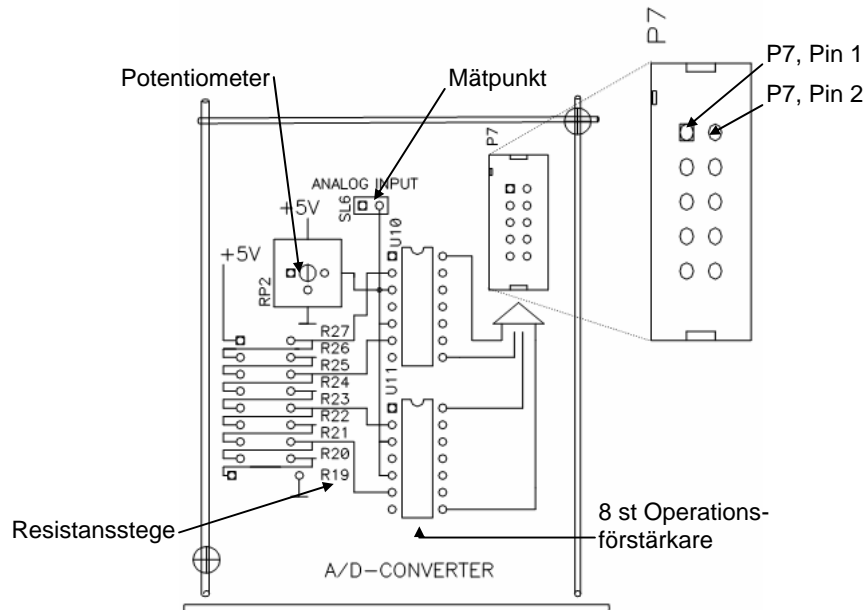 P7
P7, Pin 1
P7, Pin 2
Potentiometer
Mätpunkt
P7
ANALOG INPUT
SL6
+5V
U10
+5V
RP2
R27
R26
R25
R24
U11
R23
R22
R21
R20
R19
Resistansstege
8 st Operations-
förstärkare
A/D-CONVERTER